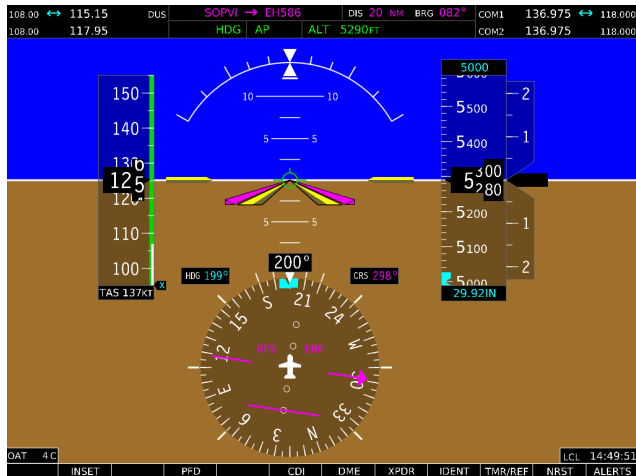 108.00 ↔ 115.15 DUS SOPVI → EH586 DIS 20 NM BRG 082° COM1 136.975 ↔ 118.000
108.00 117.95 HDG AP ALT 5290FT COM2 136.975 118.000
5000
150
140
130
125
120
110
100
TAS 137KT
X
10 10
5 5
5 5
5500
5400
5300
5280
5200
5100
5000
29.92IN
2
1
1
2
200°
HDG 199°
CRS 298°
S 21 24 W 30 33 N 3 6 E 12 15
GPS ERR
OAT 4C
LCL 14:49:51
INSET PFD CDI DME XPDR IDENT TMR/REF NRST ALERTS